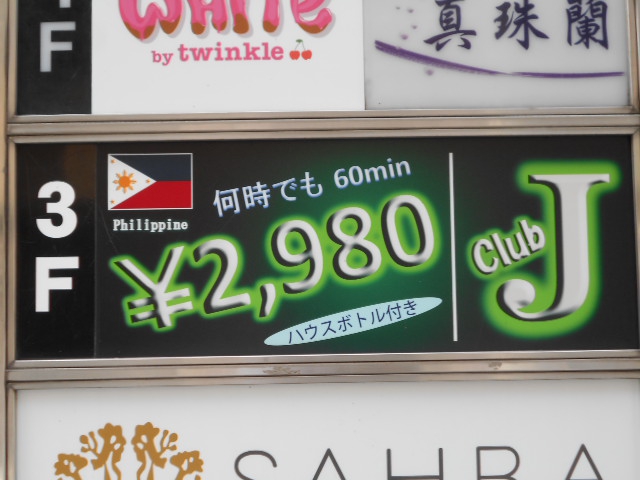 F
White
by twinkle
真珠蘭
3
F
Philippine
何時でも 60min
¥2,980
ハウスボトル付き
Club J
SAHRA